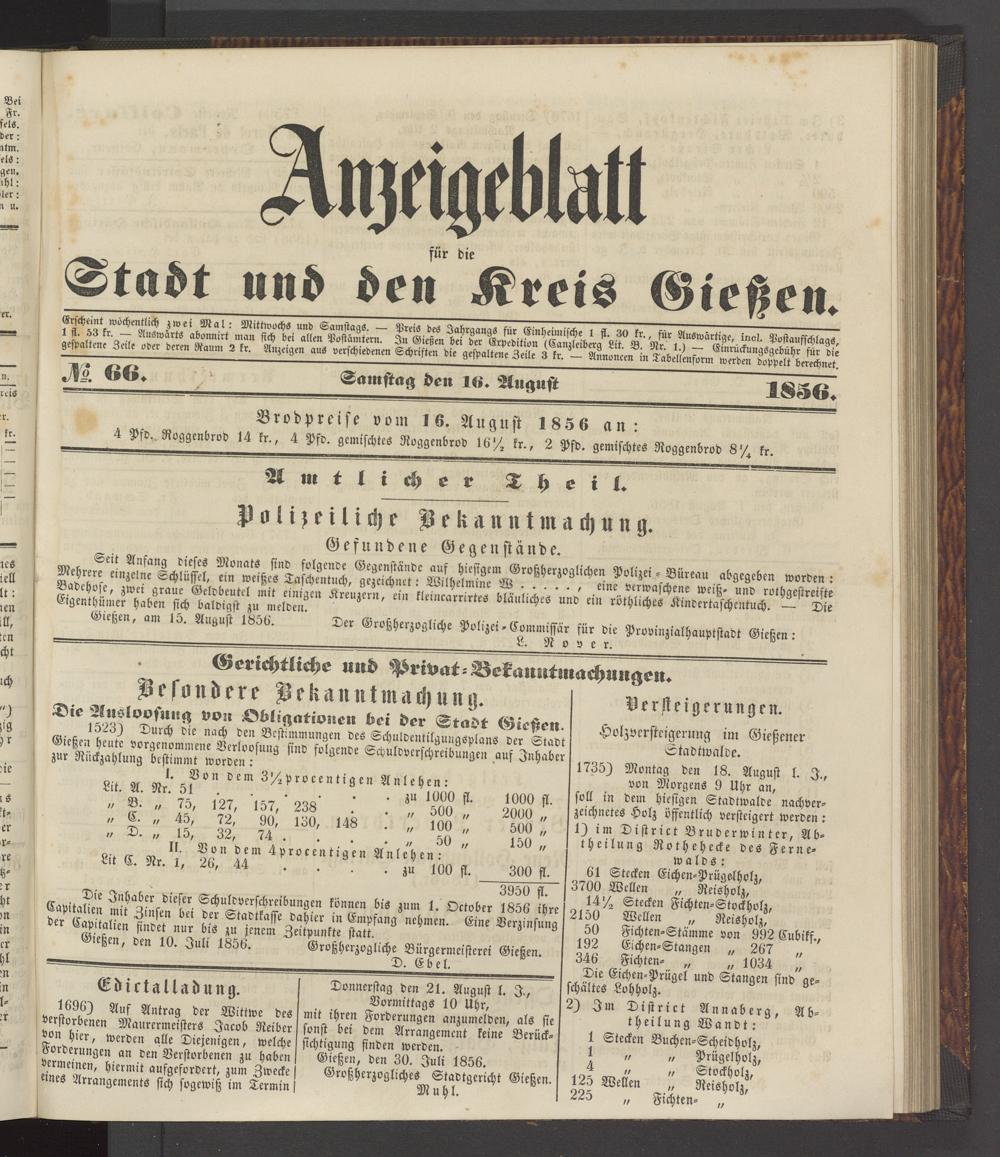 Anzeigeblatt
für die
Stadt und den Kreis Gießen.
Erscheint wöchentlich zwei Mal: Mittwochs und Samstags. — Preis des Jahrgangs für Einheimische 1 fl. 30 kr., für Auswärtige, incl. Postaufschlags,
1 fl. 53 kr. — Auswärts abonnirt man sich bei allen Postämtern. In Gießen bei der Expedition (Canzleiberg Lit. B. Nr. 1.) — Einrückungsgebühr für die
gespaltene Zeile oder deren Raum 2 kr. Anzeigen aus verschiedenen Schriften die gespaltene Zeile 3 kr. — Annoncen in Tabellenform werden doppelt berechnet.
№ 66. Samstag den 16. August 1856.
Brodpreise vom 16. August 1856 an:
4 Pfd. Roggenbrod 14 kr., 4 Pfd. gemischtes Roggenbrod 16½ kr., 2 Pfd. gemischtes Roggenbrod 8¼ kr.
Amtlicher Theil.
Polizeiliche Bekanntmachung.
Gefundene Gegenstände.
Seit Anfang dieses Monats sind folgende Gegenstände auf hiesigem Großherzoglichen Polizei-Büreau abgegeben worden:
Mehrere einzelne Schlüssel, ein weißes Taschentuch, gezeichnet: Wilhelmine W . . . . . , eine verwaschene weiß- und rothgestreifte
Badehose, zwei graue Geldbeutel mit einigen Kreuzern, ein kleincarrirtes bläuliches und ein röthliches Kindertaschentuch. — Die
Eigenthümer haben sich baldigst zu melden.
Gießen, am 15. August 1856. Der Großherzogliche Polizei-Commissär für die Provinzialhauptstadt Gießen:
L. Nover.
Gerichtliche und Privat-Bekanntmachungen.
Besondere Bekanntmachung.
Die Ausloosung von Obligationen bei der Stadt Gießen.
1523) Durch die nach den Bestimmungen des Schuldentilgungsplans der Stadt
Gießen heute vorgenommene Verloosung sind folgende Schuldverschreibungen auf Inhaber
zur Rückzahlung bestimmt worden:
I. Von dem 3½procentigen Anlehen:
Lit. A. Nr. 51 . . . . . zu 1000 fl. 1000 fl.
„ B. „ 75, 127, 157, 238 . . . „ 500 „ 2000 „
„ C. „ 45, 72, 90, 130, 148 . . „ 100 „ 500 „
„ D. „ 15, 32, 74 . . . . „ 50 „ 150 „
II. Von dem 4procentigen Anlehen:
Lit C. Nr. 1, 26, 44 . . . . zu 100 fl. 300 fl.
3950 fl.
Die Inhaber dieser Schuldverschreibungen können bis zum 1. October 1856 ihre
Capitalien mit Zinsen bei der Stadtkasse dahier in Empfang nehmen. Eine Verzinsung
der Capitalien findet nur bis zu jenem Zeitpunkte statt.
Gießen, den 10. Juli 1856. Großherzogliche Bürgermeisterei Gießen.
D. Ebel.
Edictalladung.
1696) Auf Antrag der Wittwe des
verstorbenen Maurermeisters Jacob Reiber
von hier, werden alle Diejenigen, welche
Forderungen an den Verstorbenen zu haben
vermeinen, hiermit aufgefordert, zum Zwecke
eines Arrangements sich sogewiß im Termin
Donnerstag den 21. August l. J.,
Vormittags 10 Uhr,
mit ihren Forderungen anzumelden, als sie
sonst bei dem Arrangement keine Berück-
sichtigung finden werden.
Gießen, den 30. Juli 1856.
Großherzogliches Stadtgericht Gießen.
Muhl.
Versteigerungen.
Holzversteigerung im Gießener
Stadtwalde.
1735) Montag den 18. August l. J.,
von Morgens 9 Uhr an,
soll in dem hiesigen Stadtwalde nachver-
zeichnetes Holz öffentlich versteigert werden:
1) im District Bruderwinter, Ab-
theilung Rothehecke des Ferne-
walds:
61 Stecken Eichen-Prügelholz,
3700 Wellen „ Reisholz,
14½ Stecken Fichten-Stockholz,
2150 Wellen „ Reisholz,
50 Fichten-Stämme von 992 Cubikf.,
192 Eichen-Stangen „ 267 „
346 Fichten- „ „ 1034 „
Die Eichen-Prügel und Stangen sind ge-
schältes Lohholz.
2) Im District Annaberg, Ab-
theilung Wandt:
1 Stecken Buchen-Scheidholz,
1 „ „ Prügelholz,
4 „ „ Stockholz,
125 Wellen „ Reisholz,
225 „ Fichten- „